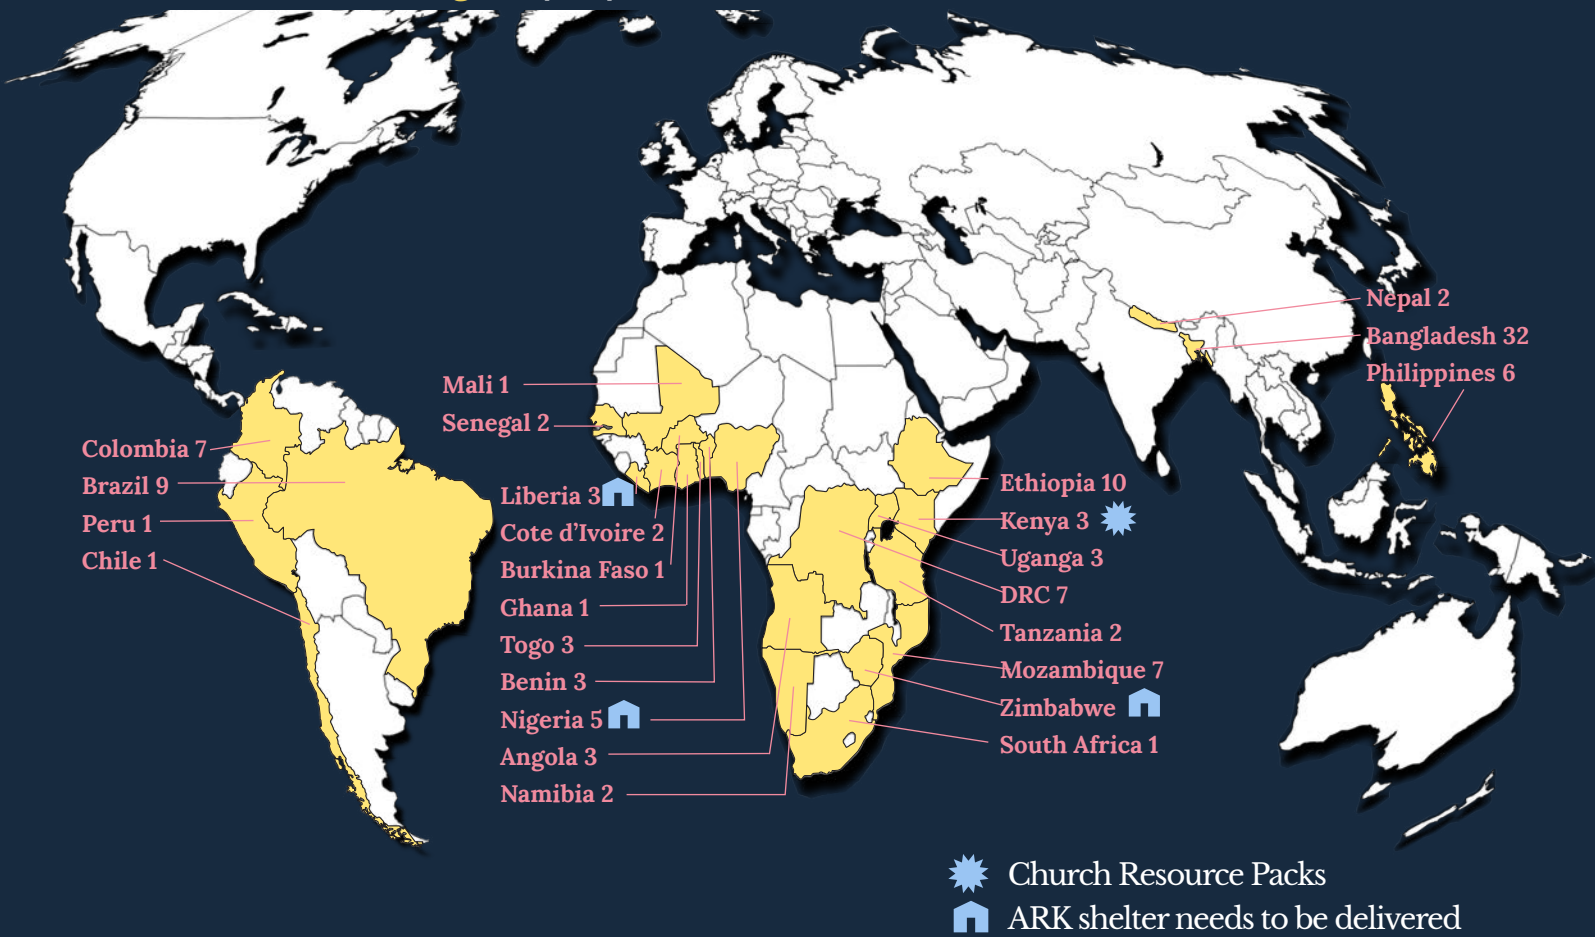 Colombia 7
Brazil 9
Peru 1
Chile 1
Mali 1
Senegal 2
Liberia 3
Cote d’Ivoire 2
Burkina Faso 1
Ghana 1
Togo 3
Benin 3
Nigeria 5
Angola 3
Namibia 2
Ethiopia 10
Kenya 3
Uganga 3
DRC 7
Tanzania 2
Mozambique 7
Zimbabwe
South Africa 1
Nepal 2
Bangladesh 32
Philippines 6
Church Resource Packs
ARK shelter needs to be delivered